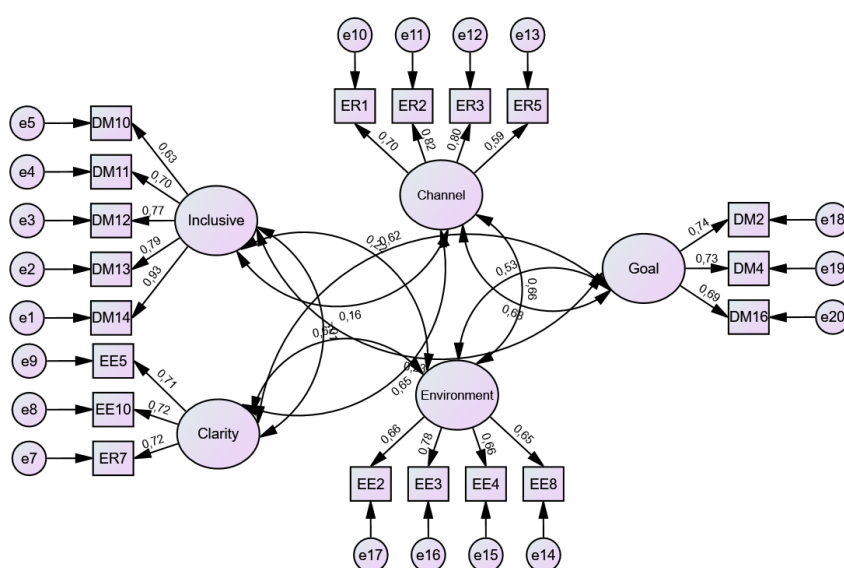 e10
e11
e12
e13
ER1
ER2
ER3
ER5
0,70
0,82
0,80
0,59
Channel
e5
DM10
0,63
e4
DM11
0,70
e3
DM12
0,77
e2
DM13
0,79
e1
DM14
0,93
Inclusive
e9
EE5
0,71
e8
EE10
0,72
e7
ER7
0,72
Clarity
0,62
0,53
0,66
0,68
0,16
0,65
Goal
0,74
DM2
e18
0,73
DM4
e19
0,69
DM16
e20
Environment
0,66
0,78
0,66
0,65
EE2
EE3
EE4
EE8
e17
e16
e15
e14